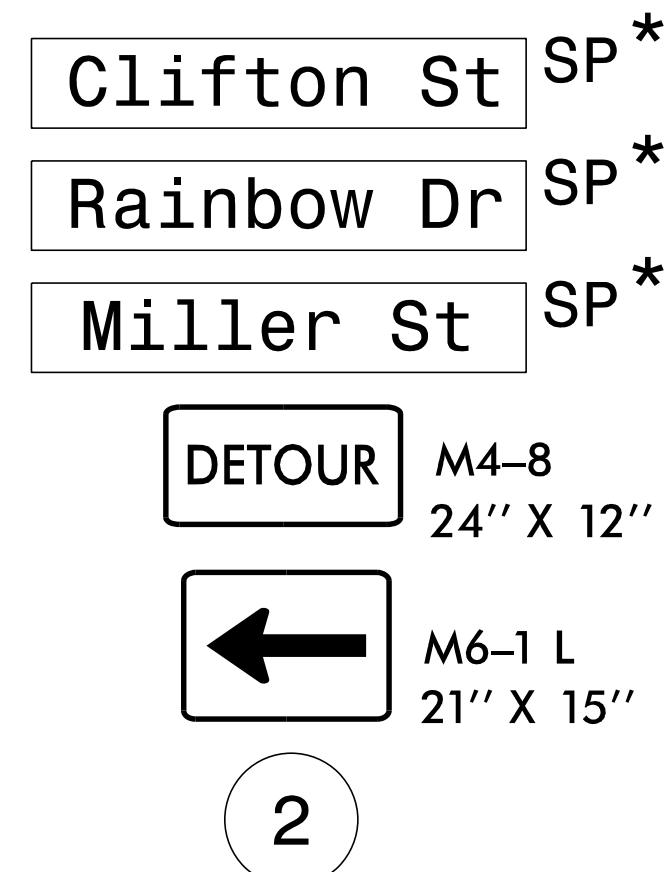 Clifton St SP*
Rainbow Dr SP*
Miller St SP*
DETOUR M4–8
24′′ X 12′′
M6–1 L
21′′ X 15′′
2